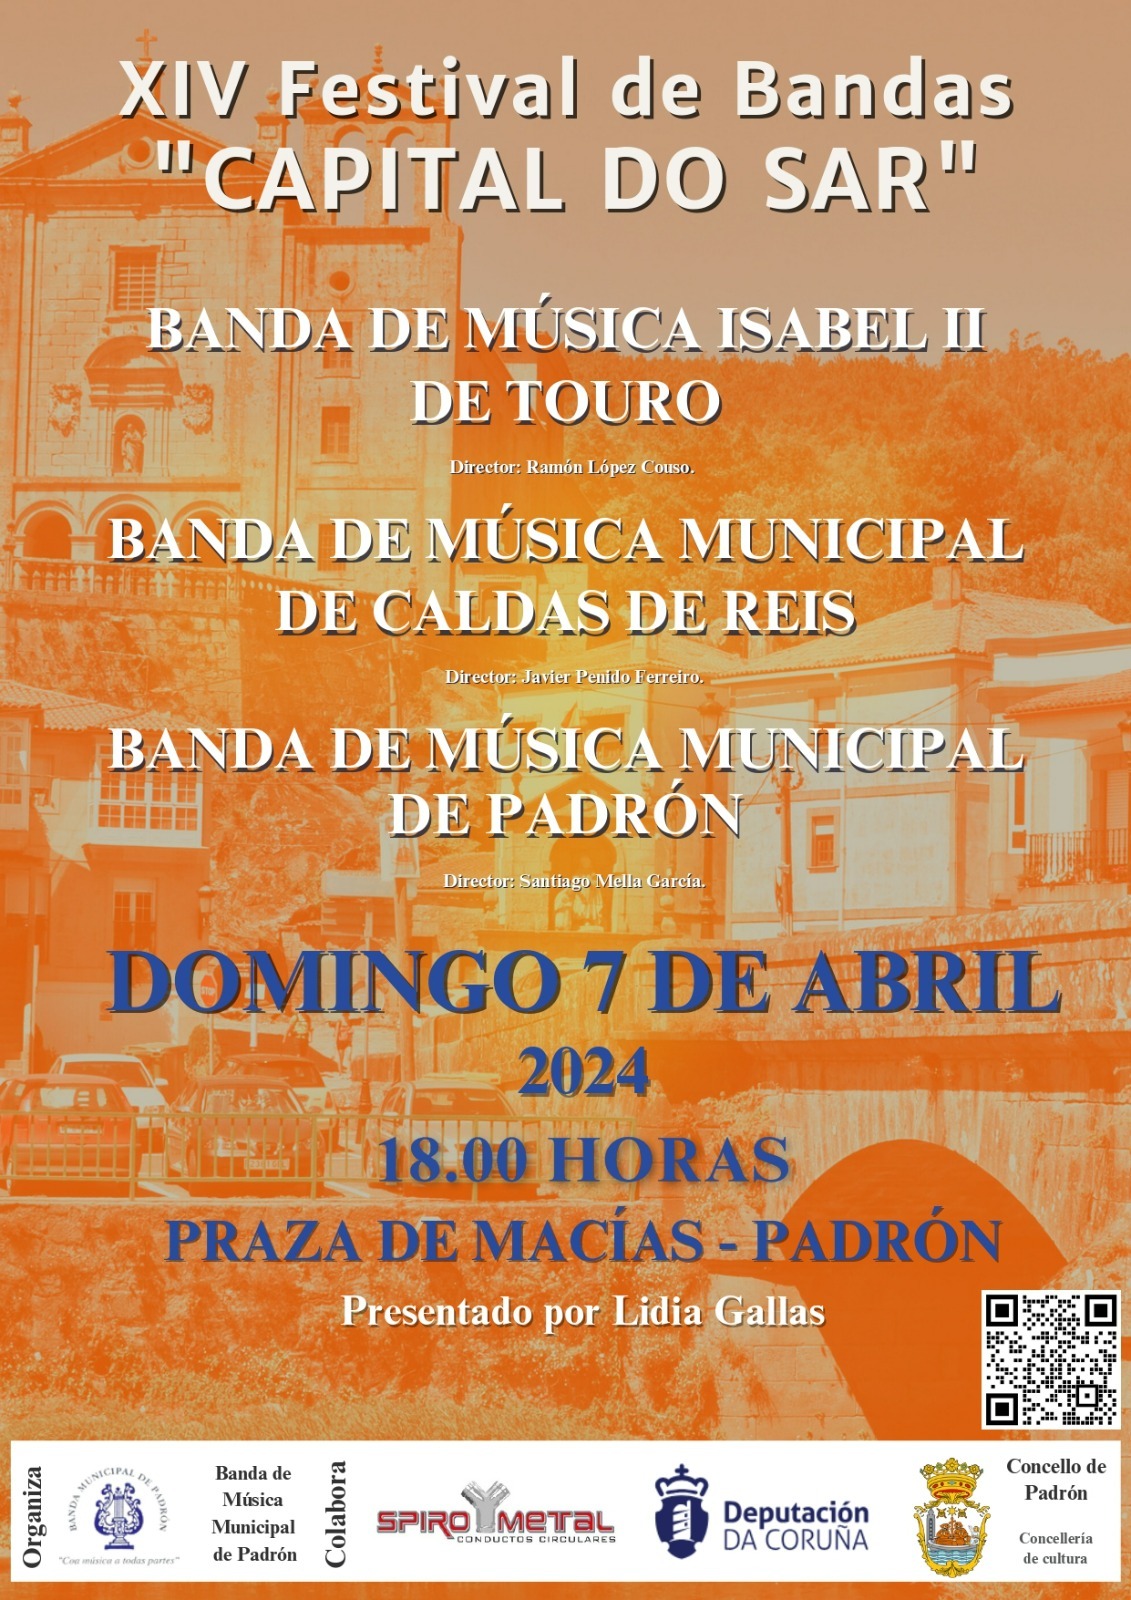 XIV Festival de Bandas
"CAPITAL DO SAR"
BANDA DE MÚSICA ISABEL II
DE TOURO
Director: Ramón López Couso.
BANDA DE MÚSICA MUNICIPAL
DE CALDAS DE REIS
Director: Javier Penido Ferreiro.
BANDA DE MÚSICA MUNICIPAL
DE PADRÓN
Director: Santiago Mella García.
DOMINGO 7 DE ABRIL
2024
18.00 HORAS
PRAZA DE MACÍAS - PADRÓN
Presentado por Lidia Gallas
Organiza
BANDA MUNICIPAL DE PADRÓN
"Coa música a todas partes"
Banda de
Música
Municipal
de Padrón
Colabora
SPIRO METAL
CONDUCTOS CIRCULARES
Deputación
DA CORUÑA
Concello de
Padrón
Concellería
de cultura